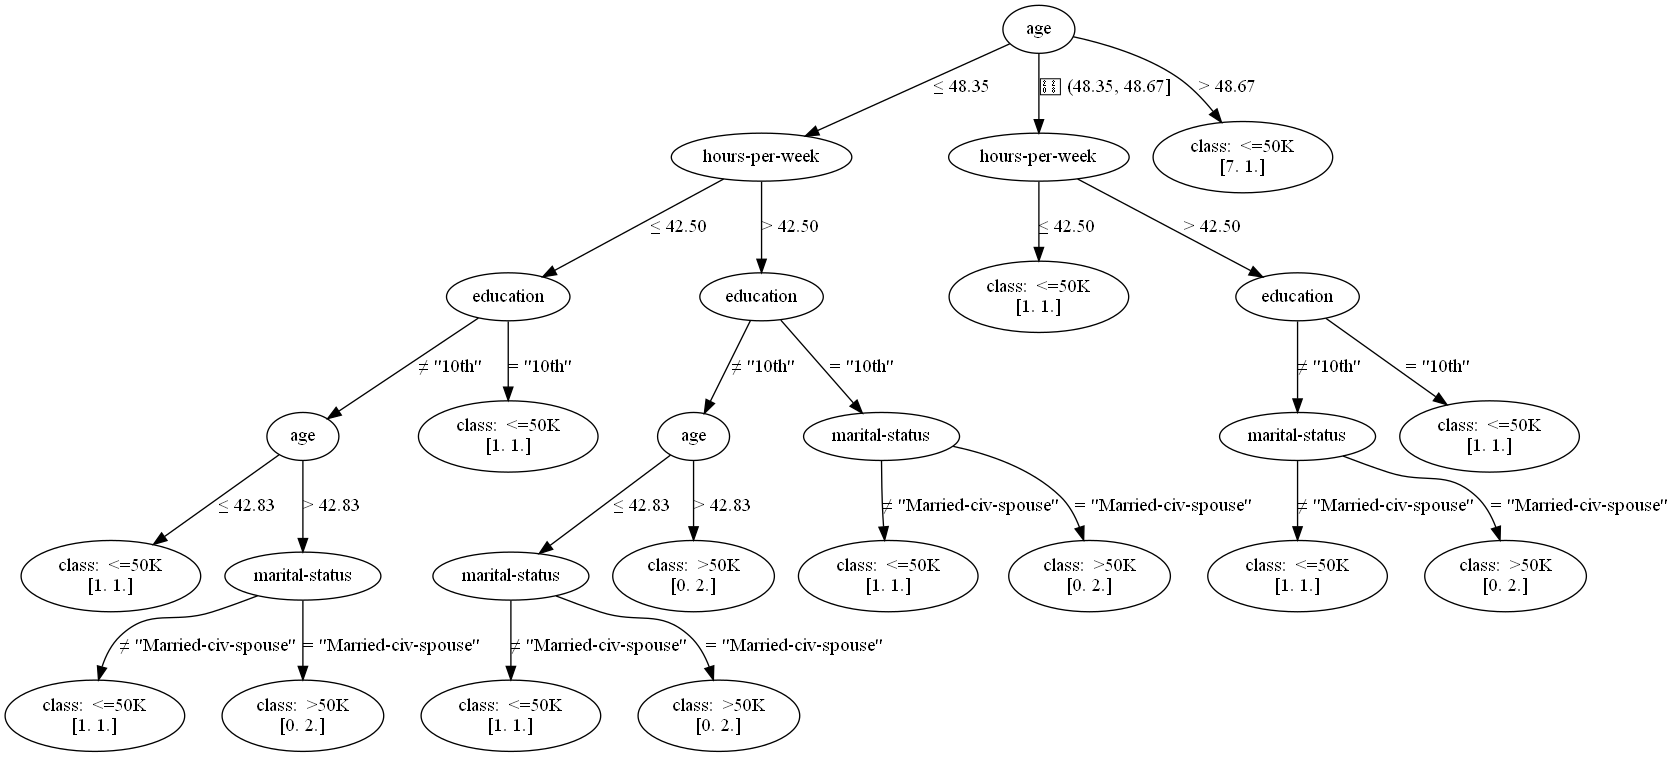 age
≤ 48.35
(48.35, 48.67]
> 48.67
hours-per-week
hours-per-week
class: <=50K
[7. 1.]
≤ 42.50
> 42.50
≤ 42.50
> 42.50
education
education
class: <=50K
[1. 1.]
education
≠ "10th"
= "10th"
≠ "10th"
= "10th"
≠ "10th"
= "10th"
age
class: <=50K
[1. 1.]
age
marital-status
marital-status
class: <=50K
[1. 1.]
≤ 42.83
> 42.83
≤ 42.83
> 42.83
≠ "Married-civ-spouse"
= "Married-civ-spouse"
≠ "Married-civ-spouse"
= "Married-civ-spouse"
class: <=50K
[1. 1.]
marital-status
marital-status
class: >50K
[0. 2.]
class: <=50K
[1. 1.]
class: >50K
[0. 2.]
class: <=50K
[1. 1.]
class: >50K
[0. 2.]
≠ "Married-civ-spouse"
= "Married-civ-spouse"
≠ "Married-civ-spouse"
= "Married-civ-spouse"
class: <=50K
[1. 1.]
class: >50K
[0. 2.]
class: <=50K
[1. 1.]
class: >50K
[0. 2.]